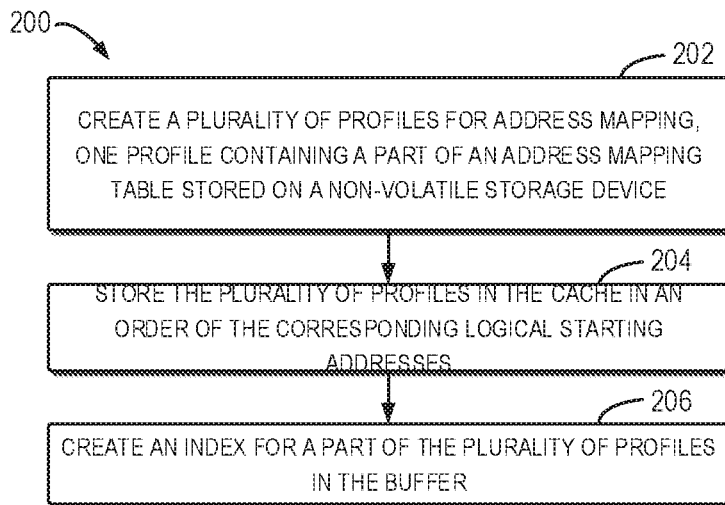 200
202
CREATE A PLURALITY OF PROFILES FOR ADDRESS MAPPING,
ONE PROFILE CONTAINING A PART OF AN ADDRESS MAPPING
TABLE STORED ON A NON-VOLATILE STORAGE DEVICE
204
STORE THE PLURALITY OF PROFILES IN THE CACHE IN AN
ORDER OF THE CORRESPONDING LOGICAL STARTING
ADDRESSES
206
CREATE AN INDEX FOR A PART OF THE PLURALITY OF PROFILES
IN THE BUFFER